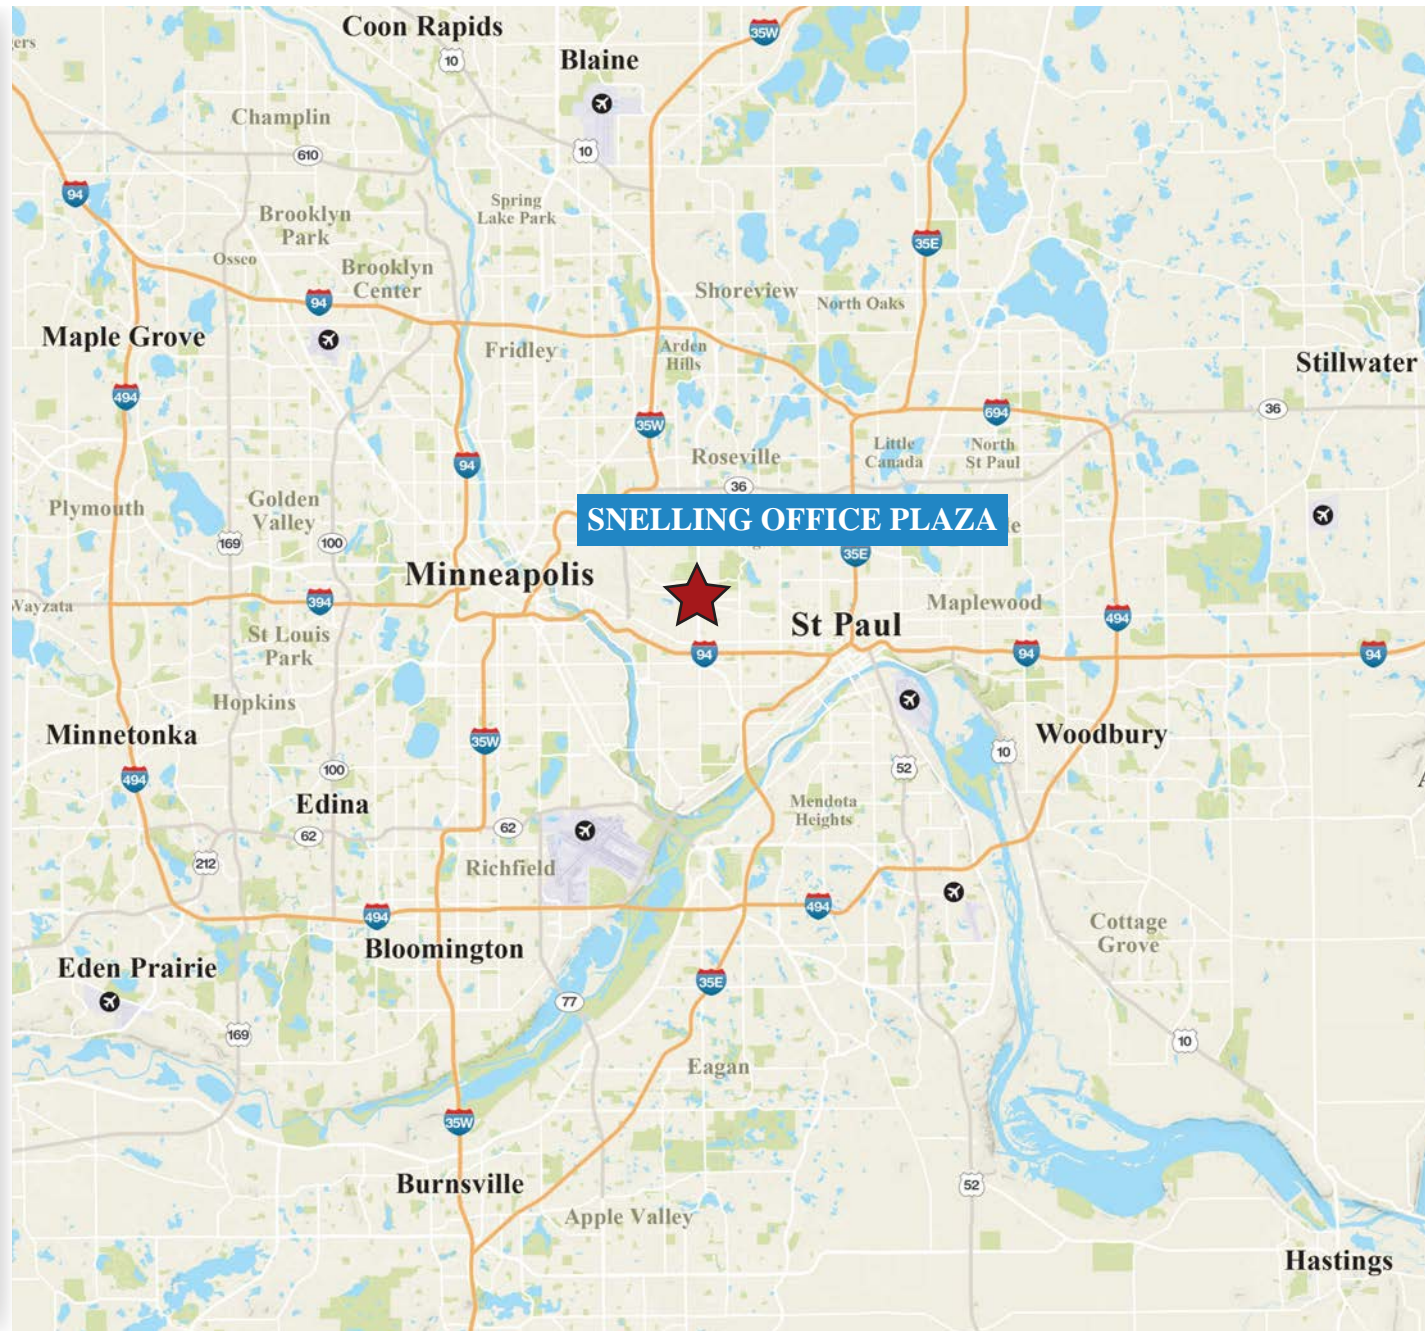 Coon Rapids
35W
10
Blaine
Champlin
610
10
94
Spring
Lake Park
Brooklyn
Park
35E
Osseo
Brooklyn
Center
Shoreview
North Oaks
94
Maple Grove
Fridley
Arden
Hills
Stillwater
494
36
694
35W
Little
Canada
North
St Paul
Roseville
94
36
Plymouth
Golden
Valley
169
100
SNELLING OFFICE PLAZA
35E
Minneapolis
Wayzata
394
Maplewood
494
St Louis
Park
St Paul
94
94
94
Hopkins
Minnetonka
35W
Woodbury
10
494
100
52
Edina
Mendota
Heights
62
62
212
Richfield
494
494
Bloomington
Cottage
Grove
Eden Prairie
35E
77
169
10
Eagan
35W
Burnsville
52
Apple Valley
Hastings